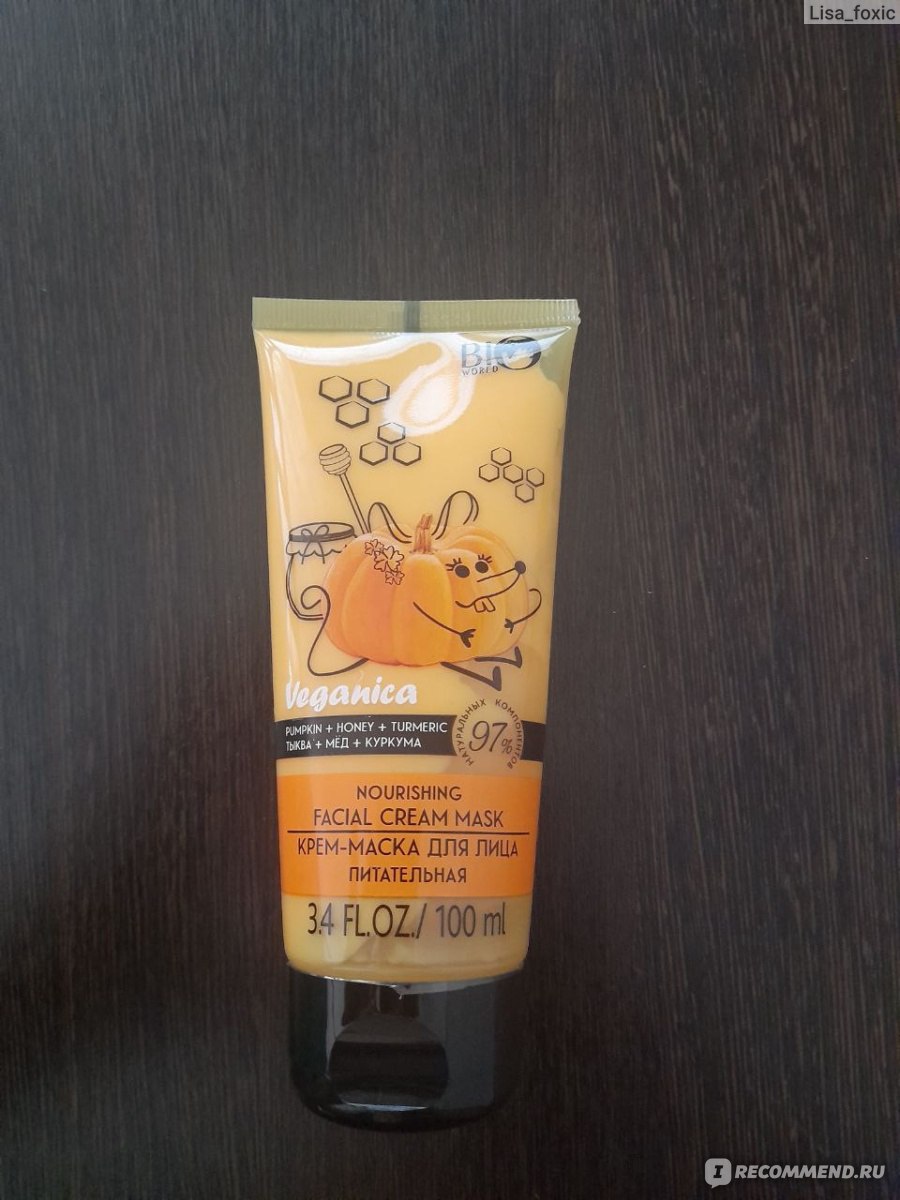 Lisa_foxic
BIO
WORLD
Veganica
PUMPKIN + HONEY + TURMERIC
ТЫКВА + МЁД + КУРКУМА
НАТУРАЛЬНЫХ КОМПОНЕНТОВ
97%
NOURISHING
FACIAL CREAM MASK
КРЕМ-МАСКА ДЛЯ ЛИЦА
ПИТАТЕЛЬНАЯ
3.4 FL.OZ./ 100 ml
IRECOMMEND.RU